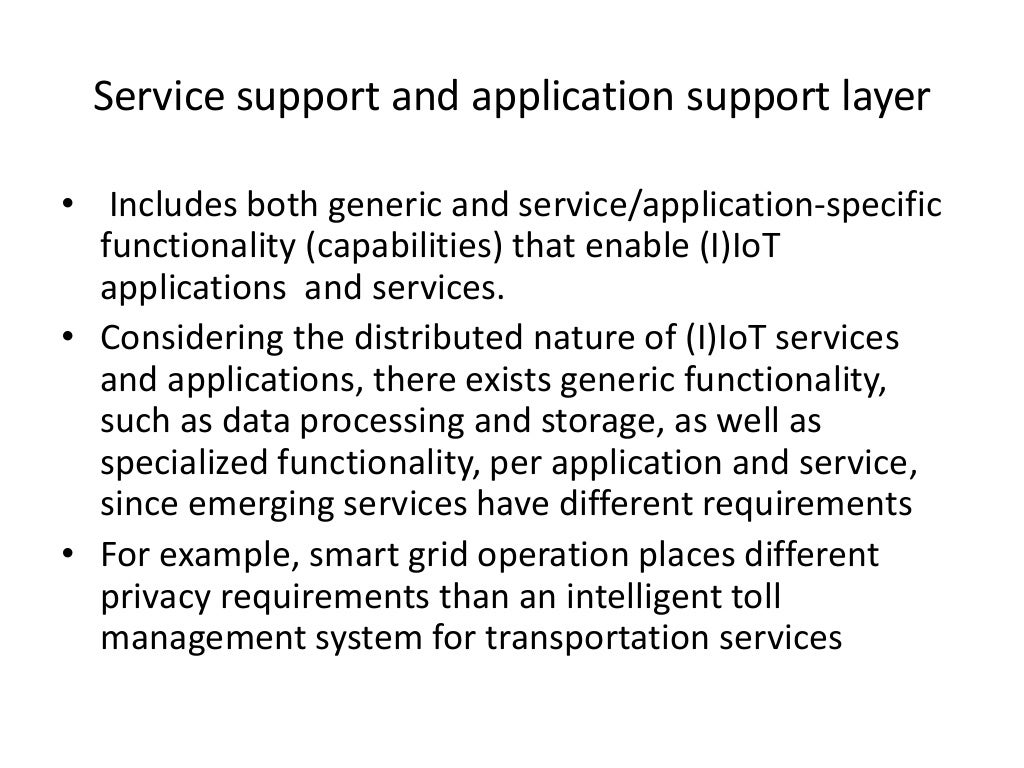 Service support and application support layer
• Includes both generic and service/application-specific
functionality (capabilities) that enable (I)IoT
applications  and services.
• Considering the distributed nature of (I)IoT services
and applications, there exists generic functionality,
such as data processing and storage, as well as
specialized functionality, per application and service,
since emerging services have different requirements
• For example, smart grid operation places different
privacy requirements than an intelligent toll
management system for transportation services